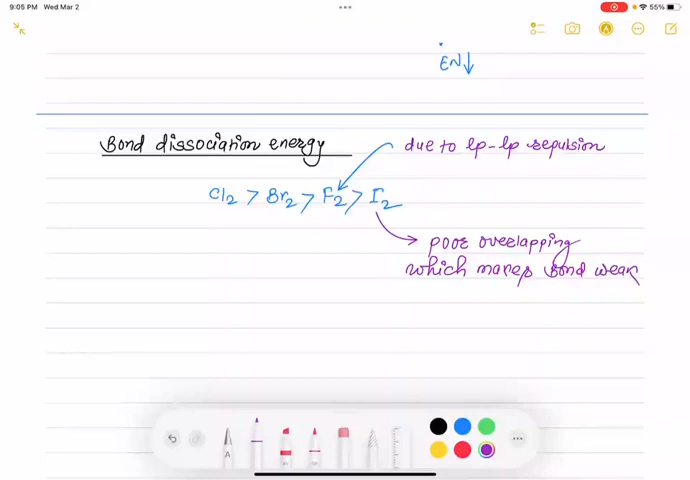 9:05 PM Wed Mar 2
55%
EN↓
Bond dissociation energy
due to lp-lp repulsion
Cl2 > Br2 > F2 > I2
poor overlapping
which makes Bond weak
A